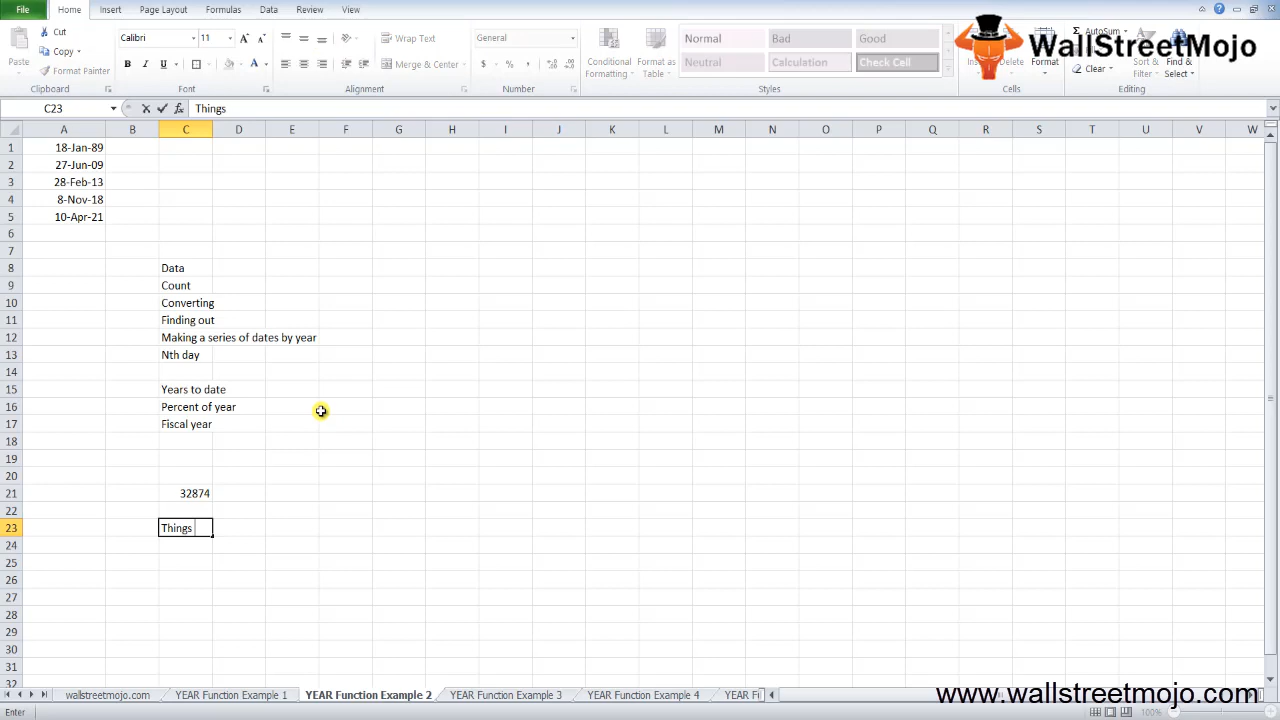 File Home Insert Page Layout Formulas Data Review View
Cut
Copy
Format Painter
Paste
Clipboard
Calibri 11
B I U
Font
Wrap Text
Merge & Center
Alignment
General
$ % ,
Number
Conditional Formatting
Format as Table
Normal Bad Good
Neutral Calculation Check Cell
Styles
Delete Format
Cells
AutoSum
Clear
Sort & Filter
Find & Select
Editing
WallStreetMojo
C23 fx Things
A B C D E F G H I J K L M N O P Q R S T U V W
1 18-Jan-89
2 27-Jun-09
3 28-Feb-13
4 8-Nov-18
5 10-Apr-21
6
7
8 Data
9 Count
10 Converting
11 Finding out
12 Making a series of dates by year
13 Nth day
14
15 Years to date
16 Percent of year
17 Fiscal year
18
19
20
21 32874
22
23 Things
24
25
26
27
28
29
30
31
32
wallstreetmojo.com YEAR Function Example 1 YEAR Function Example 2 YEAR Function Example 3 YEAR Function Example 4 YEAR Fi
www.wallstreetmojo.com
Enter 100%